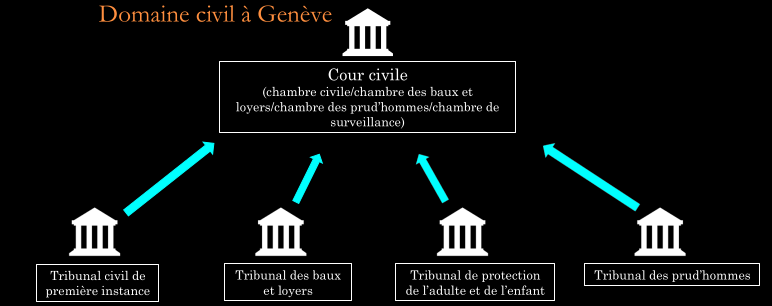 Domaine civil à Genève
Cour civile
(chambre civile/chambre des baux et
loyers/chambre des prud'hommes/chambre de
surveillance)
Tribunal civil de
première instance
Tribunal des baux
et loyers
Tribunal de protection
de l'adulte et de l'enfant
Tribunal des prud'hommes